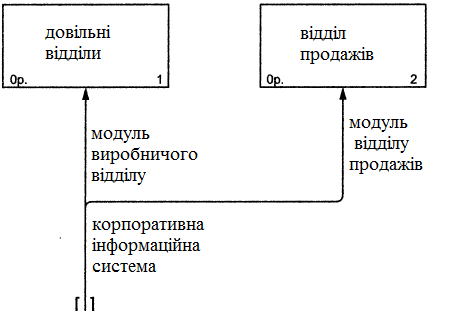 довільні
відділи
0р.
1
відділ
продажів
0р.
2
модуль
виробничого
відділу
модуль
відділу
продажів
корпоративна
інформаційна
система
[ ]